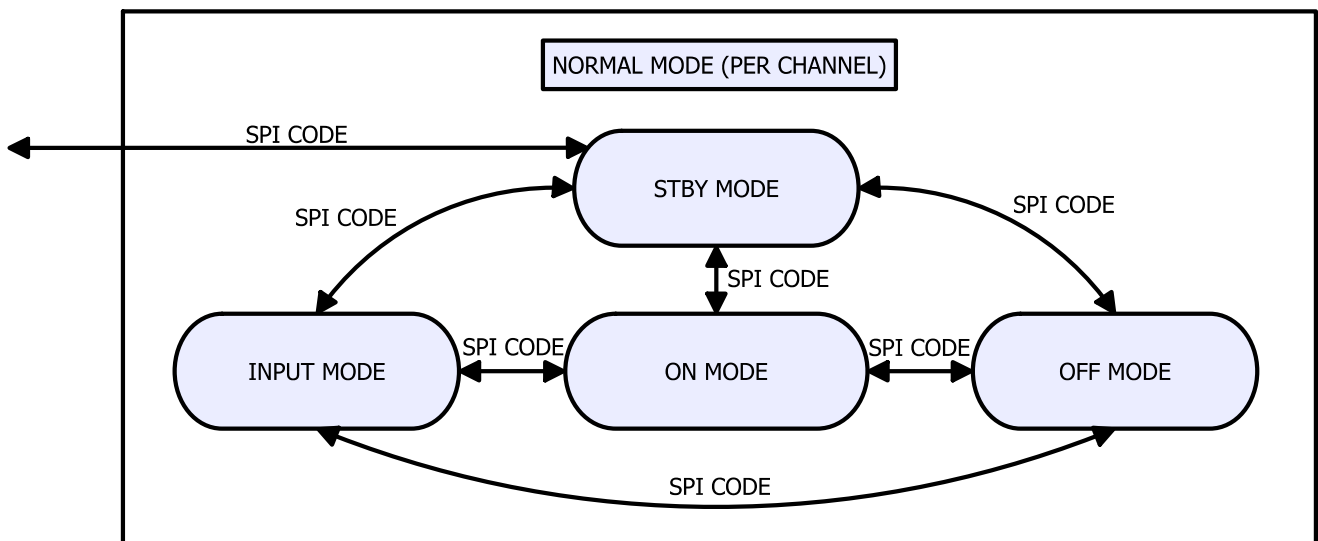 NORMAL MODE (PER CHANNEL)
SPI CODE
STBY MODE
SPI CODE
SPI CODE
SPI CODE
INPUT MODE
SPI CODE
ON MODE
SPI CODE
OFF MODE
SPI CODE